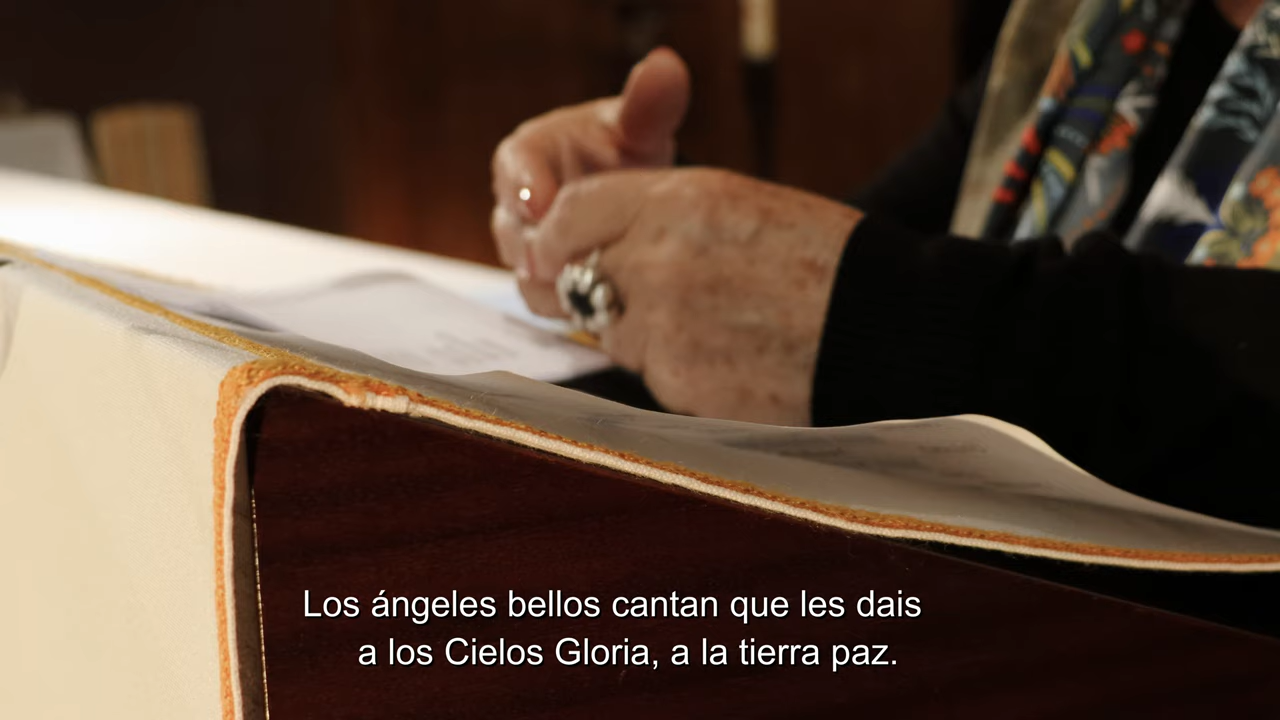 Los ángeles bellos cantan que les dais
a los Cielos Gloria, a la tierra paz.